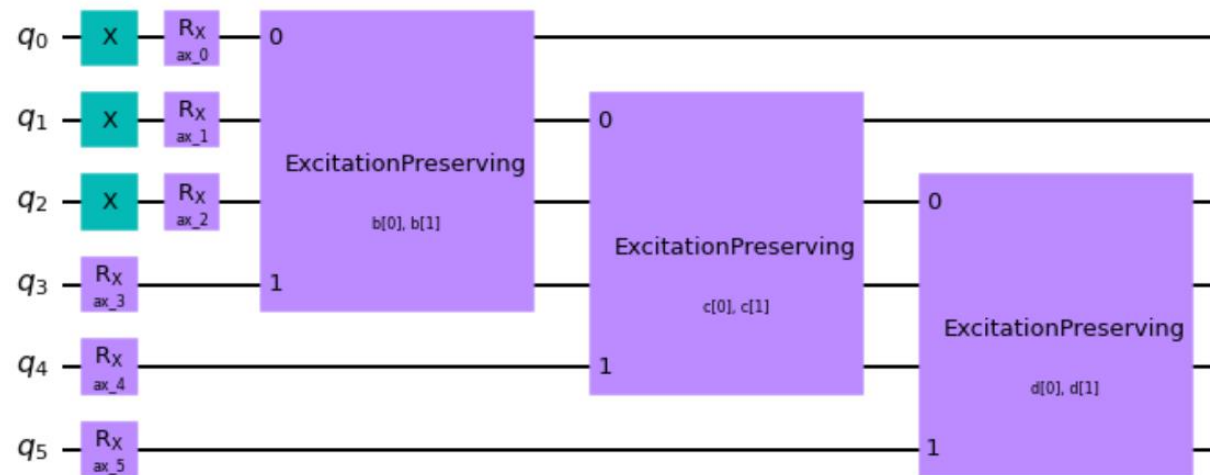 q0 X RX ax_0 0
q1 X RX ax_1 0
ExcitationPreserving
q2 X RX ax_2 b[0], b[1] 0
ExcitationPreserving
q3 RX ax_3 1 c[0], c[1]
ExcitationPreserving
q4 RX ax_4 1 d[0], d[1]
q5 RX ax_5 1